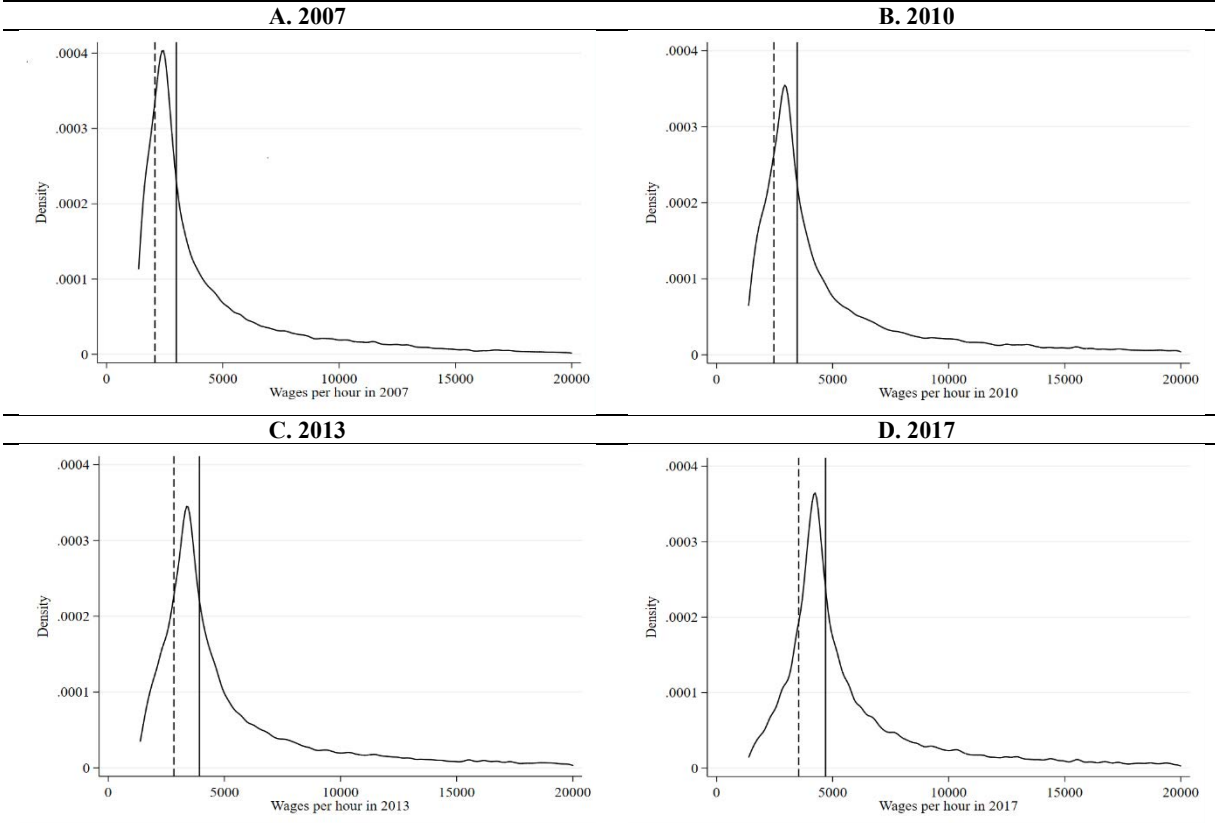 A. 2007
B. 2010
.0004
.0003
.0002
.0001
0
Density
0 5000 10000 15000 20000
Wages per hour in 2007
.0004
.0003
.0002
.0001
0
Density
0 5000 10000 15000 20000
Wages per hour in 2010
C. 2013
D. 2017
.0004
.0003
.0002
.0001
0
Density
0 5000 10000 15000 20000
Wages per hour in 2013
.0004
.0003
.0002
.0001
0
Density
0 5000 10000 15000 20000
Wages per hour in 2017